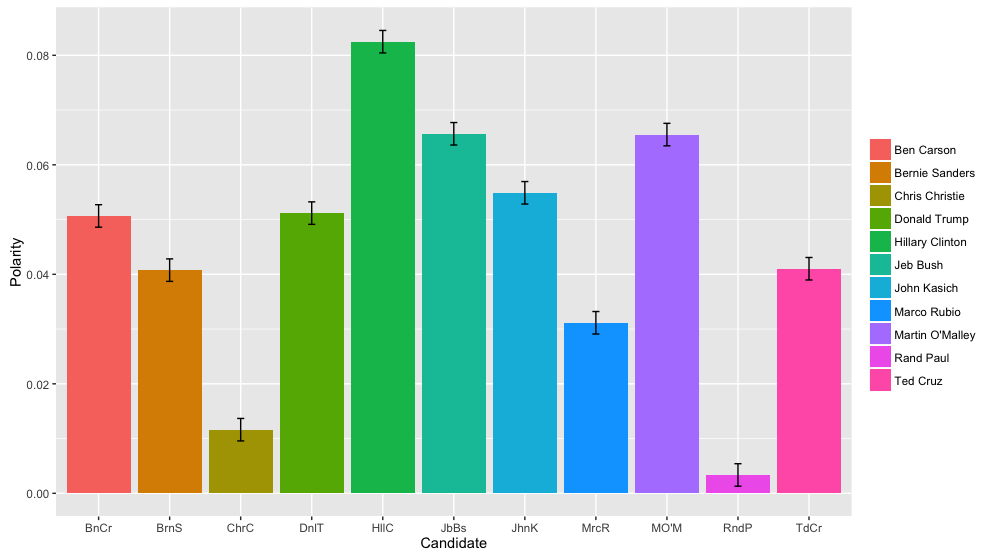 0.08
0.06
0.04
0.02
0.00
Polarity
BnCr BrnS ChrC DnlT HllC JbBs JhnK MrcR MO'M RndP TdCr
Candidate
Ben Carson
Bernie Sanders
Chris Christie
Donald Trump
Hillary Clinton
Jeb Bush
John Kasich
Marco Rubio
Martin O'Malley
Rand Paul
Ted Cruz